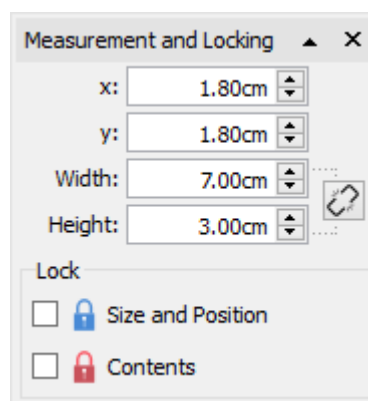 Measurement and Locking
x: 1.80cm
y: 1.80cm
Width: 7.00cm
Height: 3.00cm
Lock
Size and Position
Contents